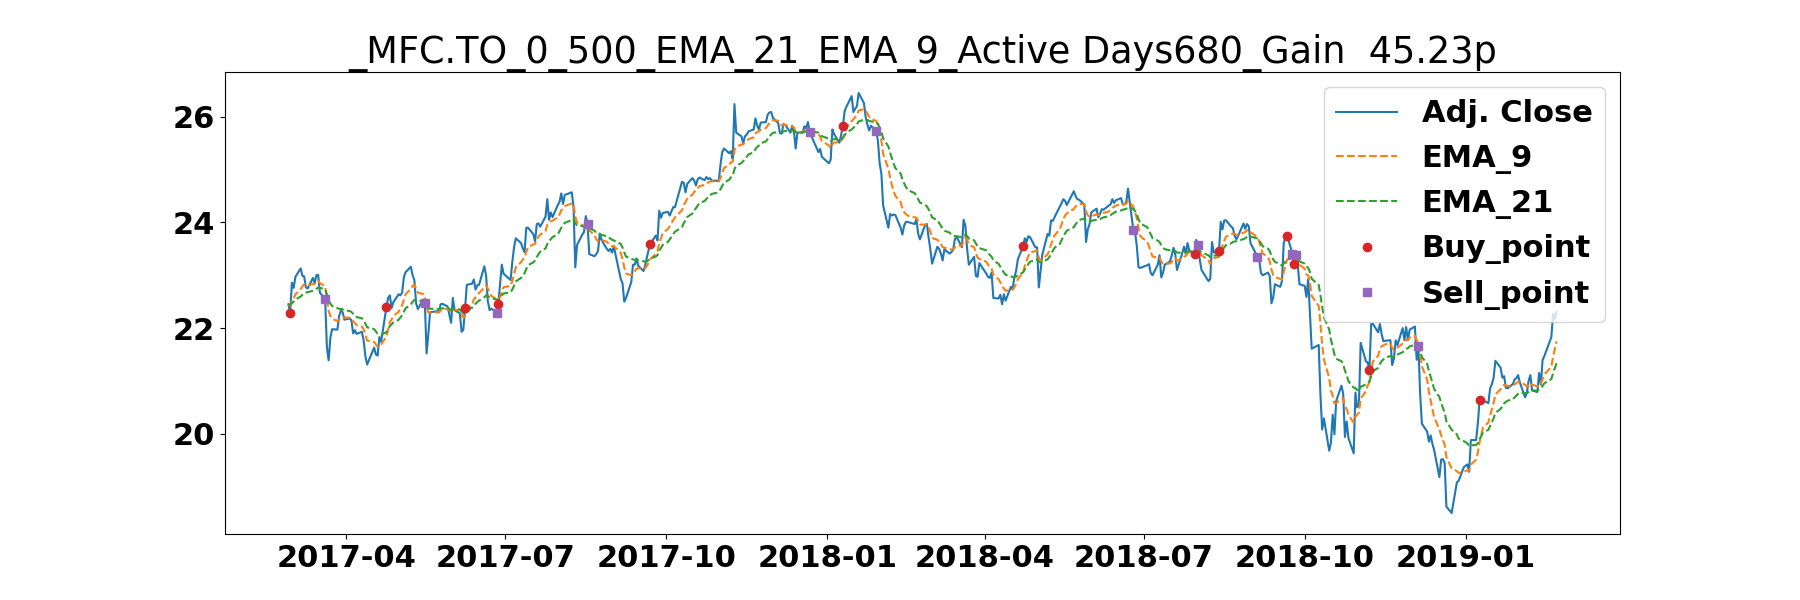 _MFC.TO_0_500_EMA_21_EMA_9_Active Days680_Gain  45.23p
26
24
22
20
Adj. Close
EMA_9
EMA_21
Buy_point
Sell_point
2017-04 2017-07 2017-10 2018-01 2018-04 2018-07 2018-10 2019-01